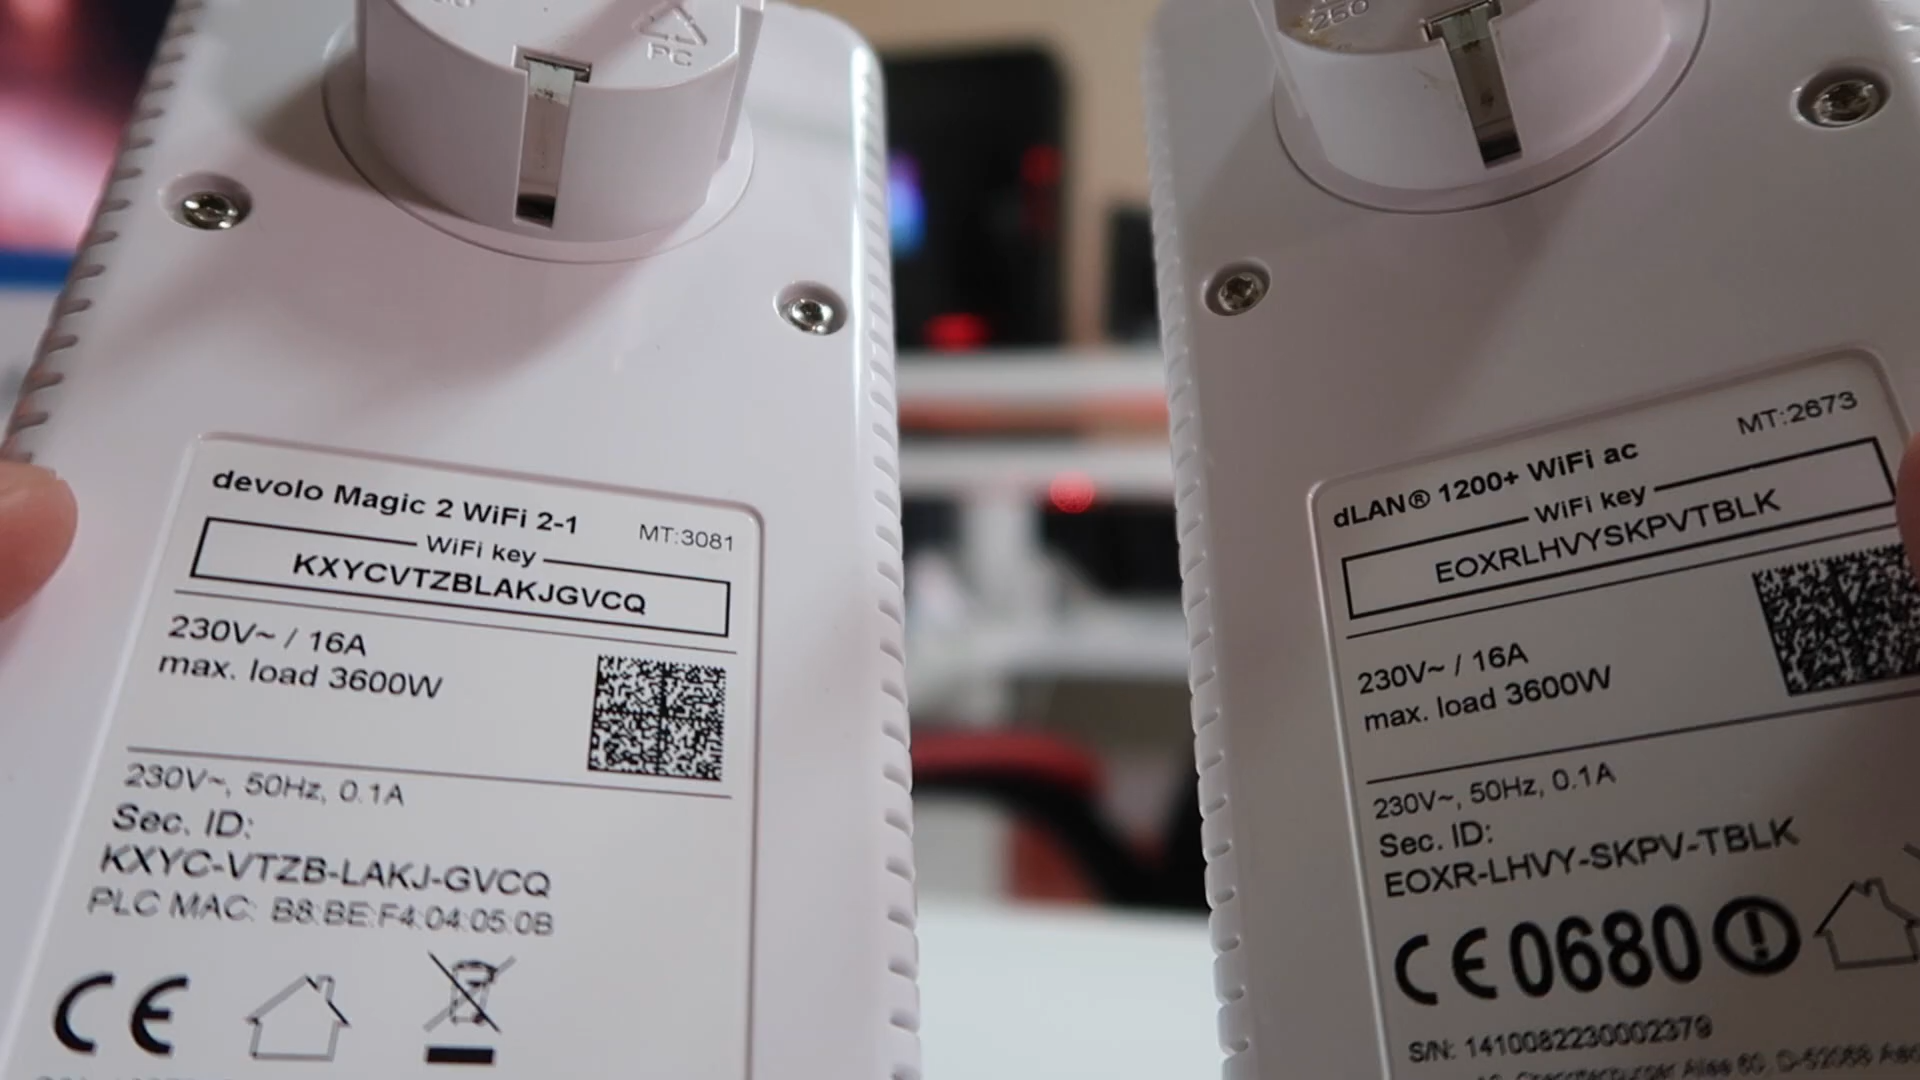 PC
devolo Magic 2 WiFi 2-1
MT:3081
WiFi key
KXYCVTZBLAKJGVCQ
230V~ / 16A
max. load 3600W
230V~, 50Hz, 0.1A
Sec. ID:
KXYC-VTZB-LAKJ-GVCQ
PLC MAC: B8:BE:F4:04:05:0B
CE
250
dLAN® 1200+ WiFi ac
MT:2673
WiFi key
EOXRLHVYSKPVTBLK
230V~ / 16A
max. load 3600W
230V~, 50Hz, 0.1A
Sec. ID:
EOXR-LHVY-SKPV-TBLK
CE0680
S/N: 1410082230002379